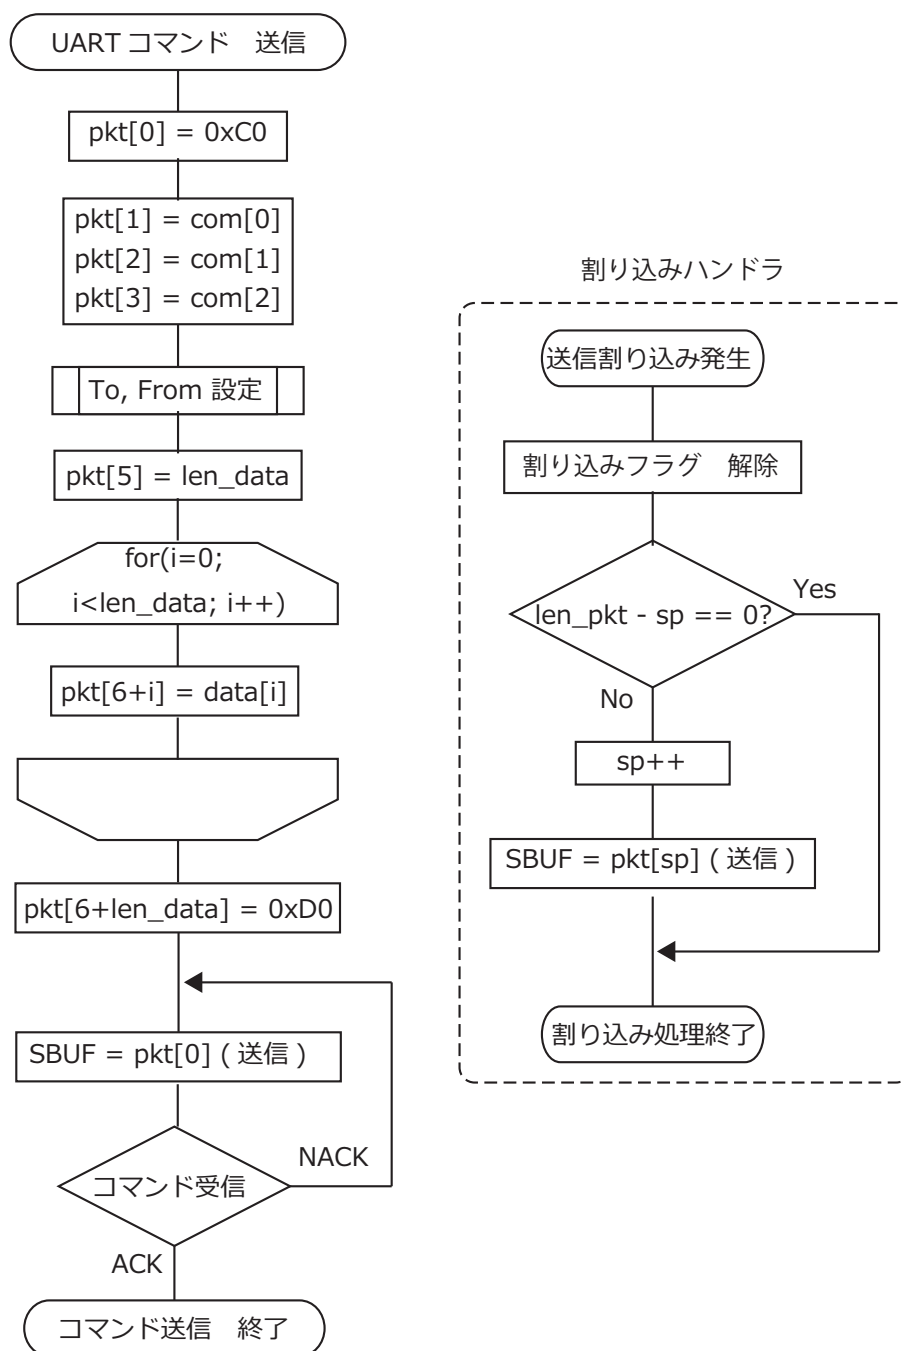 UART コマンド　送信
pkt[0] = 0xC0
pkt[1] = com[0]
pkt[2] = com[1]
pkt[3] = com[2]
To, From 設定
pkt[5] = len_data
for(i=0;
i<len_data; i++)
pkt[6+i] = data[i]
pkt[6+len_data] = 0xD0
SBUF = pkt[0] ( 送信 )
コマンド受信
NACK
ACK
コマンド送信　終了
割り込みハンドラ
送信割り込み発生
割り込みフラグ　解除
len_pkt - sp == 0?
Yes
No
sp++
SBUF = pkt[sp] ( 送信 )
割り込み処理終了